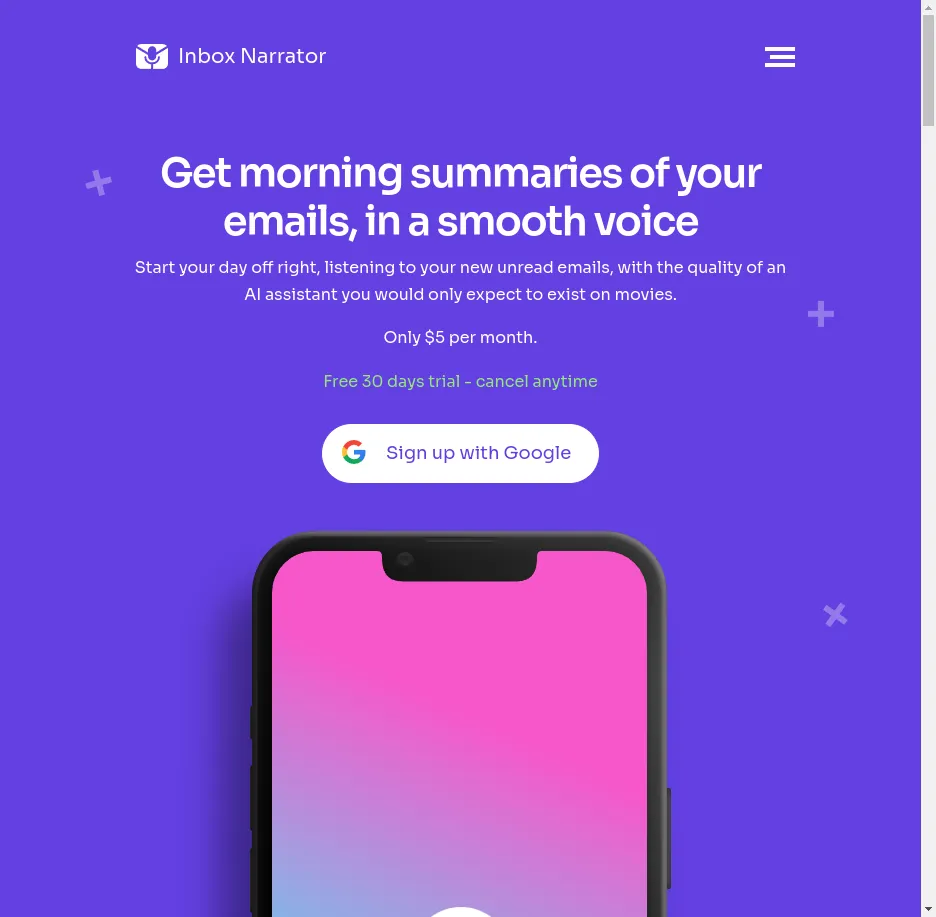 Inbox Narrator
Get morning summaries of your
emails, in a smooth voice
Start your day off right, listening to your new unread emails, with the quality of an
AI assistant you would only expect to exist on movies.
Only $5 per month.
Free 30 days trial - cancel anytime
Sign up with Google